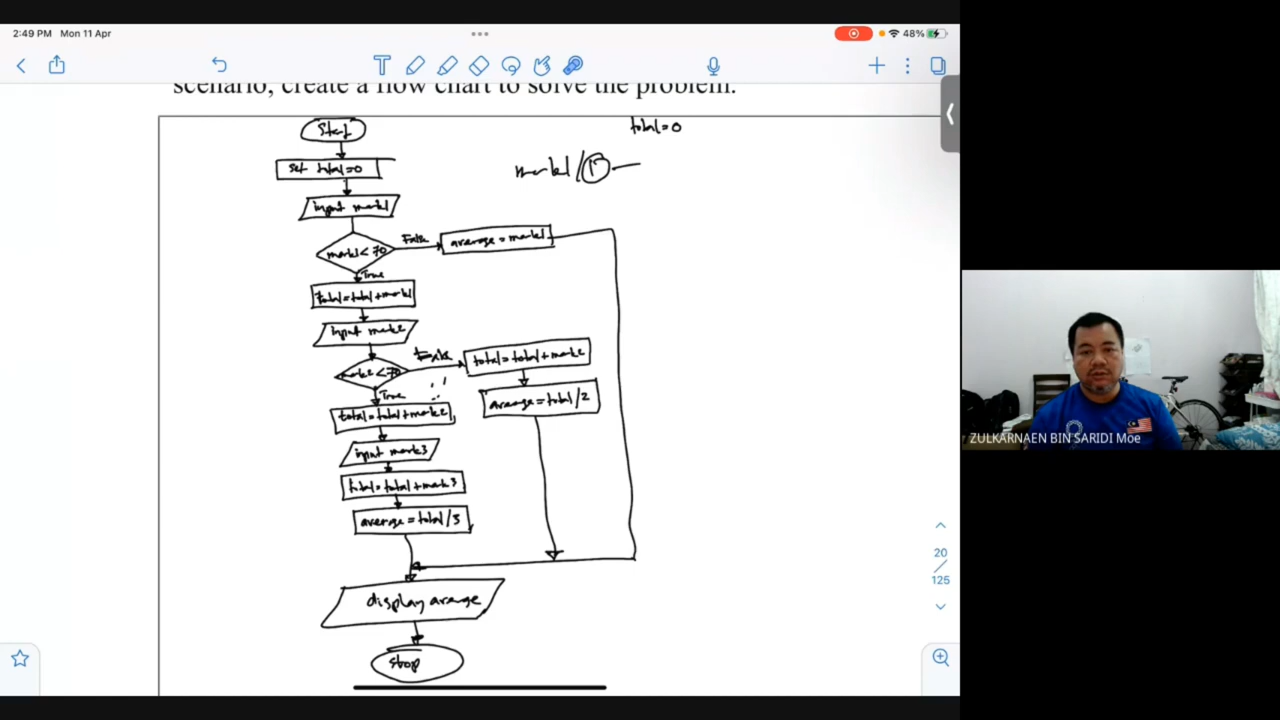 2:49 PM Mon 11 Apr
48%
scenario, create a flow chart to solve the problem.
Start
total=0
set total=0
input mark1
mark1<70
False
average=mark1
True
total=total+mark1
input mark2
mark2<70
False
total=total+mark2
True
average=total/2
total=total+mark2
input mark3
total=total+mark3
average=total/3
display average
stop
ZULKARNAEN BIN SARIDI Moe
20
/
125